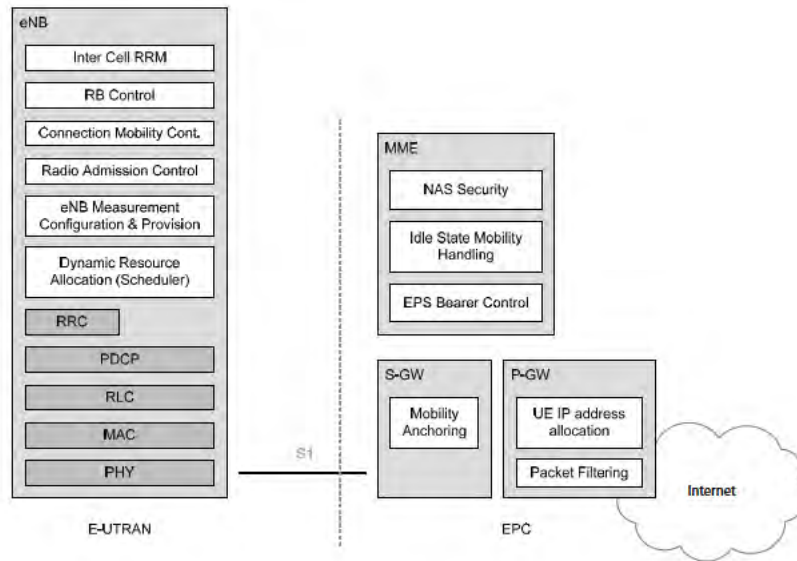 eNB
Inter Cell RRM
RB Control
Connection Mobility Cont.
Radio Admission Control
eNB Measurement
Configuration & Provision
Dynamic Resource
Allocation (Scheduler)
RRC
PDCP
RLC
MAC
PHY
E-UTRAN
S1
MME
NAS Security
Idle State Mobility
Handling
EPS Bearer Control
S-GW
Mobility
Anchoring
P-GW
UE IP address
allocation
Packet Filtering
Internet
EPC